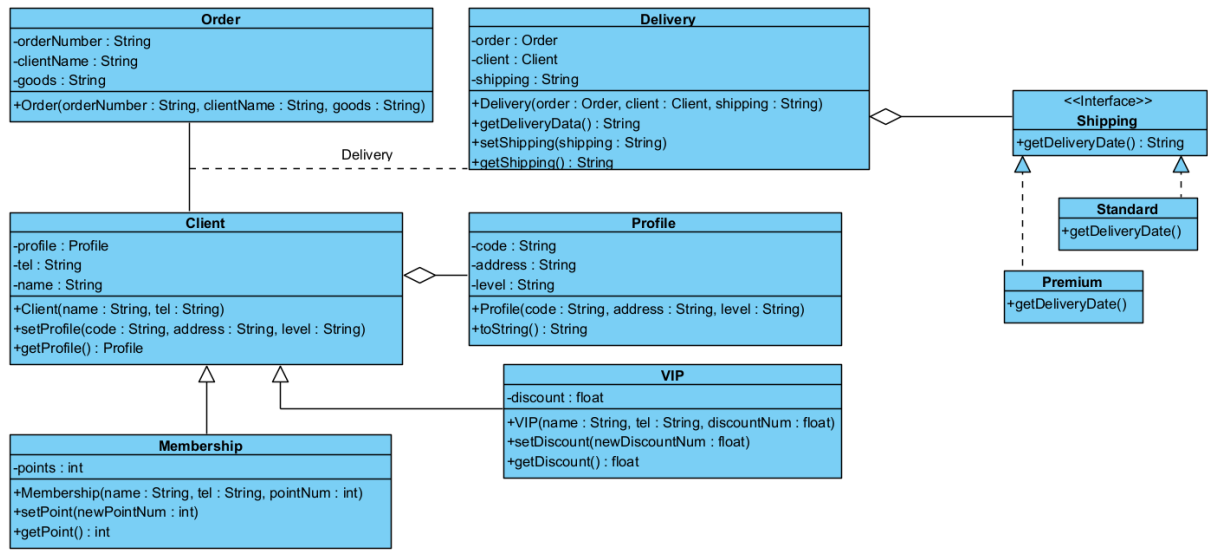 Order
-orderNumber : String
-clientName : String
-goods : String
+Order(orderNumber : String, clientName : String, goods : String)
Delivery
-order : Order
-client : Client
-shipping : String
+Delivery(order : Order, client : Client, shipping : String)
+getDeliveryData() : String
+setShipping(shipping : String)
+getShipping() : String
<<Interface>>
Shipping
+getDeliveryDate() : String
Delivery
Standard
+getDeliveryDate()
Premium
+getDeliveryDate()
Client
-profile : Profile
-tel : String
-name : String
+Client(name : String, tel : String)
+setProfile(code : String, address : String, level : String)
+getProfile() : Profile
Profile
-code : String
-address : String
-level : String
+Profile(code : String, address : String, level : String)
+toString() : String
VIP
-discount : float
+VIP(name : String, tel : String, discountNum : float)
+setDiscount(newDiscountNum : float)
+getDiscount() : float
Membership
-points : int
+Membership(name : String, tel : String, pointNum : int)
+setPoint(newPointNum : int)
+getPoint() : int